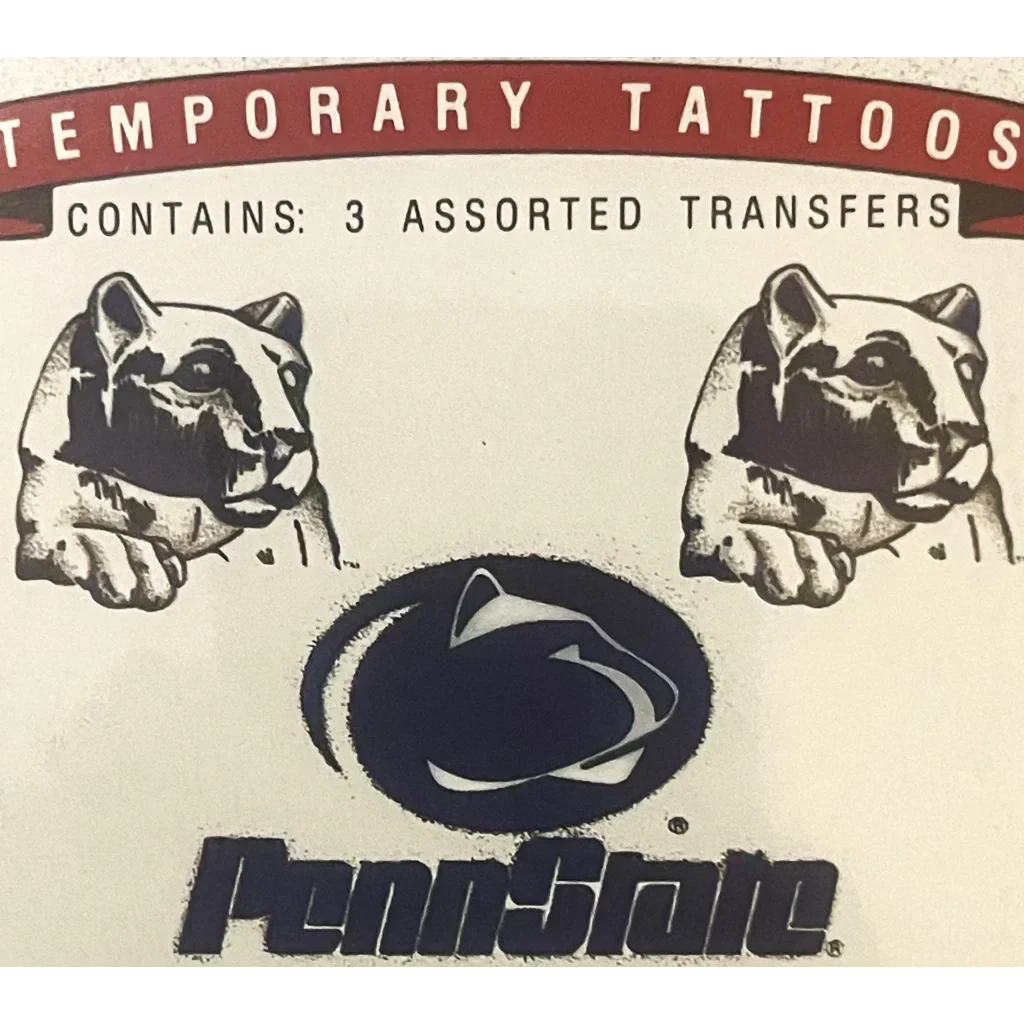 TEMPORARY TATTOOS
CONTAINS: 3 ASSORTED TRANSFERS
®
PennState®